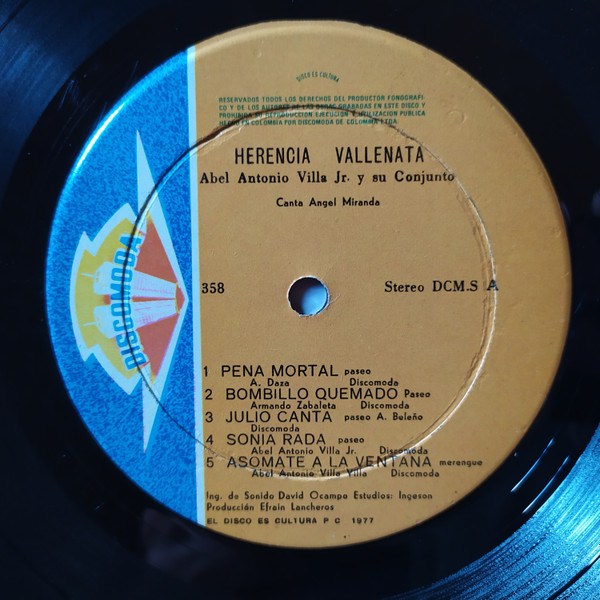 DISCO ES CULTURA
RESERVADOS TODOS LOS DERECHOS DEL PRODUCTOR FONOGRAFI-
CO Y DE LOS AUTORES DE LAS OBRAS GRABADAS EN ESTE DISCO Y
PROHIBIDA SU REPRODUCCION EJECUCION E UTILIZACION PUBLICA
HECHO EN COLOMBIA POR DISCOMODA DE COLOMBIA LTDA.
HERENCIA VALLENATA
Abel Antonio Villa Jr. y su Conjunto
Canta Angel Miranda
DISCOMODA
358 Stereo DCM.S A
1 PENA MORTAL paseo
A. Daza Discomoda
2 BOMBILLO QUEMADO Paseo
Armando Zabaleta Discomoda
3 JULIO CANTA paseo A. Beleño
Discomoda
4 SONIA RADA paseo
Abel Antonio Villa Jr. Discomoda
5 ASOMATE A LA VENTANA merengue
Abel Antonio Villa Villa Discomoda
Ing. de Sonido David Ocampo Estudios: Ingeson
Producción Efrain Lancheros
EL DISCO ES CULTURA P C 1977